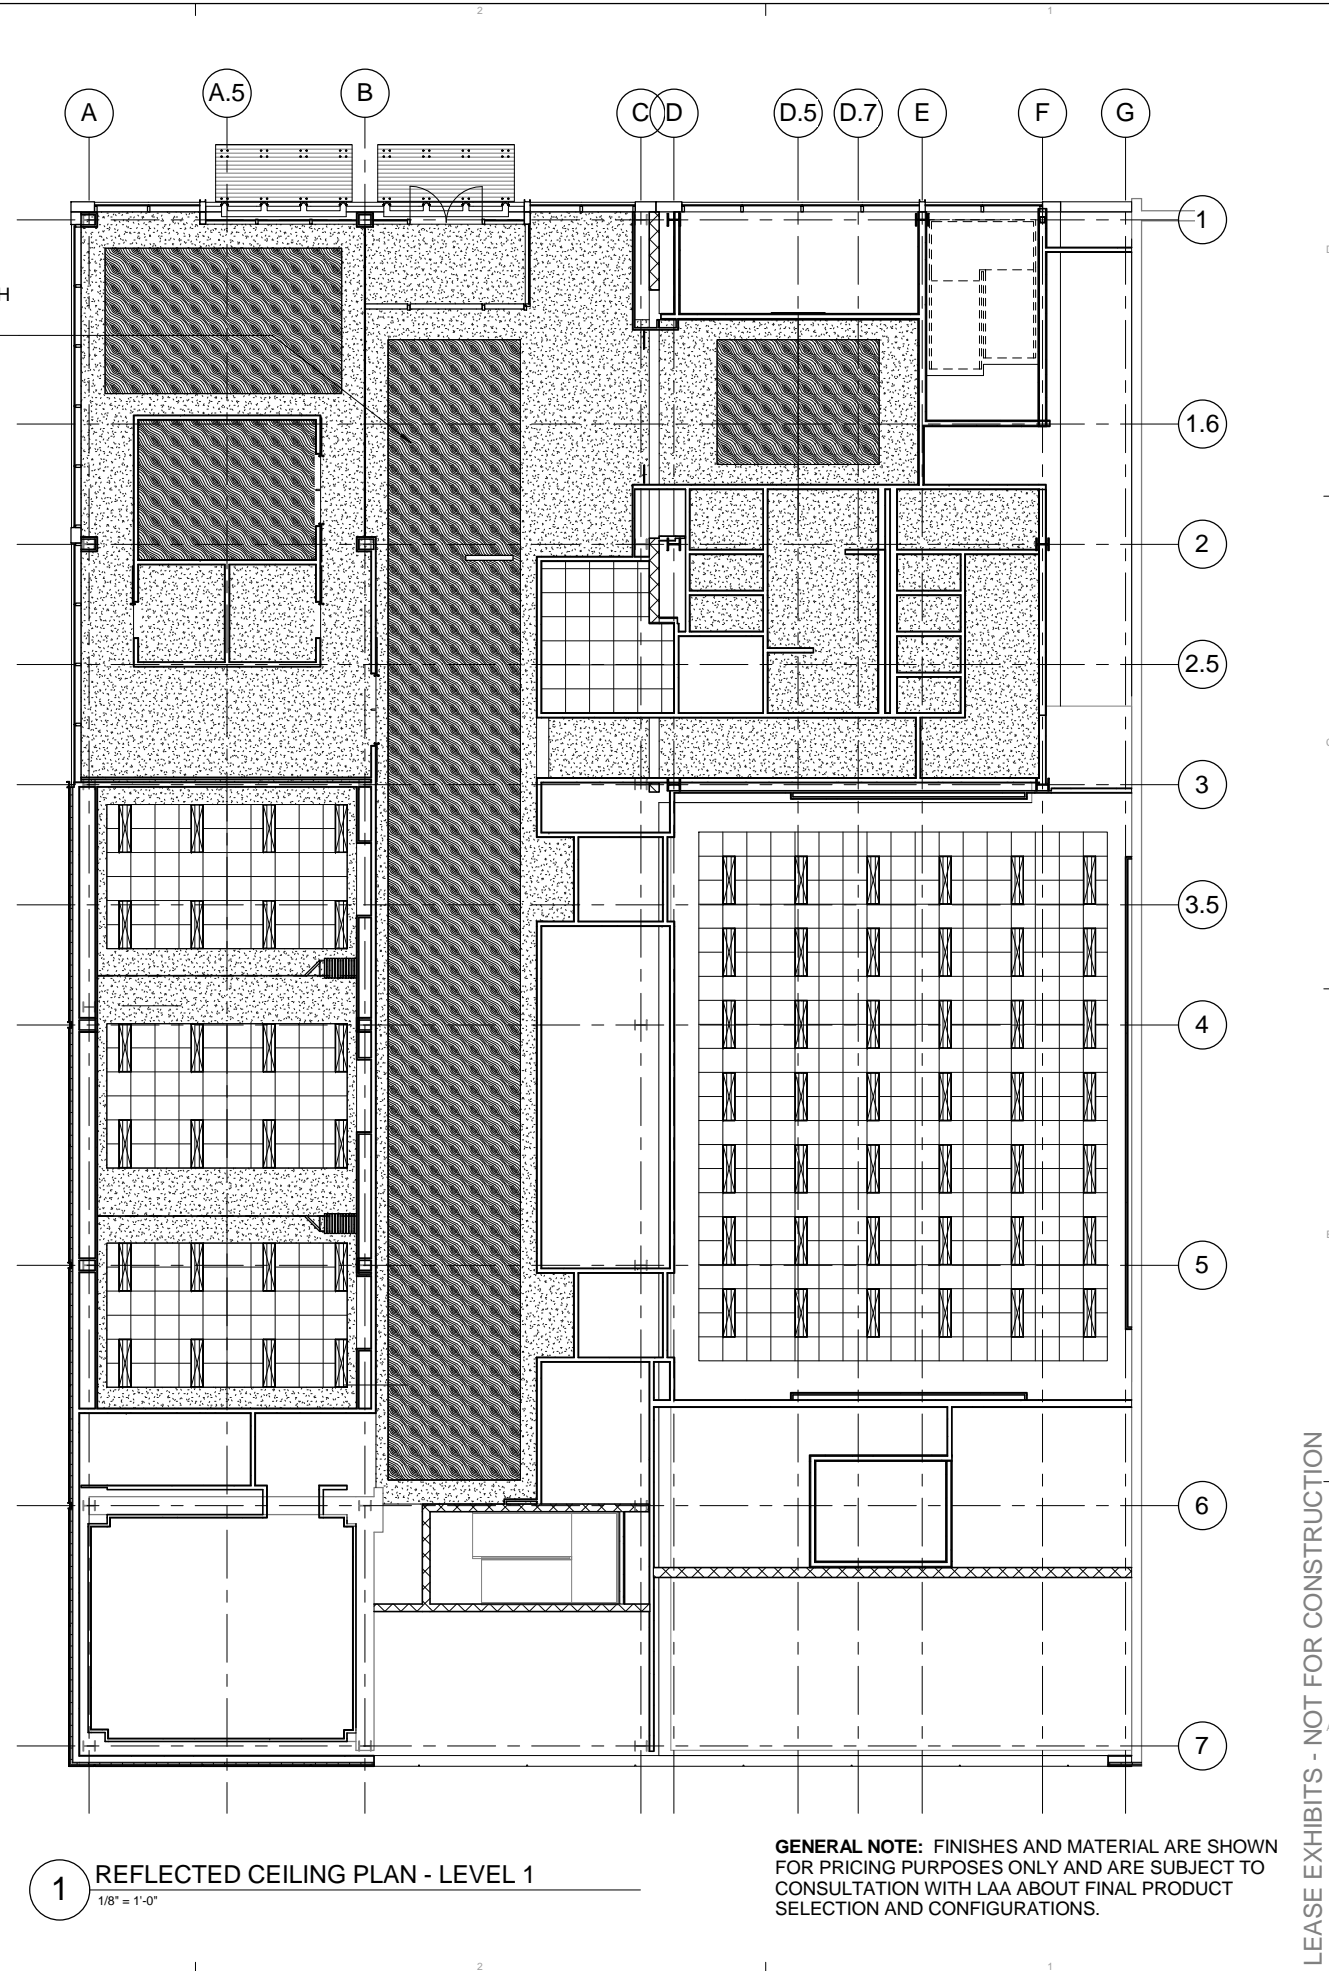 2
1
A
A.5
B
C
D
D.5
D.7
E
F
G
1
H
1.6
2
2.5
3
3.5
4
5
6
7
1
REFLECTED CEILING PLAN - LEVEL 1
1/8" = 1'-0"
GENERAL NOTE: FINISHES AND MATERIAL ARE SHOWN
FOR PRICING PURPOSES ONLY AND ARE SUBJECT TO
CONSULTATION WITH LAA ABOUT FINAL PRODUCT
SELECTION AND CONFIGURATIONS.
LEASE EXHIBITS - NOT FOR CONSTRUCTION
2
1